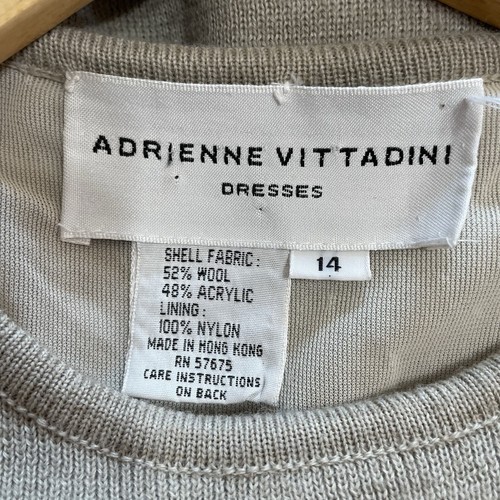 ADRIENNE VITTADINI
DRESSES
SHELL FABRIC:
52% WOOL
48% ACRYLIC
LINING:
100% NYLON
MADE IN HONG KONG
RN 57675
CARE INSTRUCTIONS
ON BACK
14